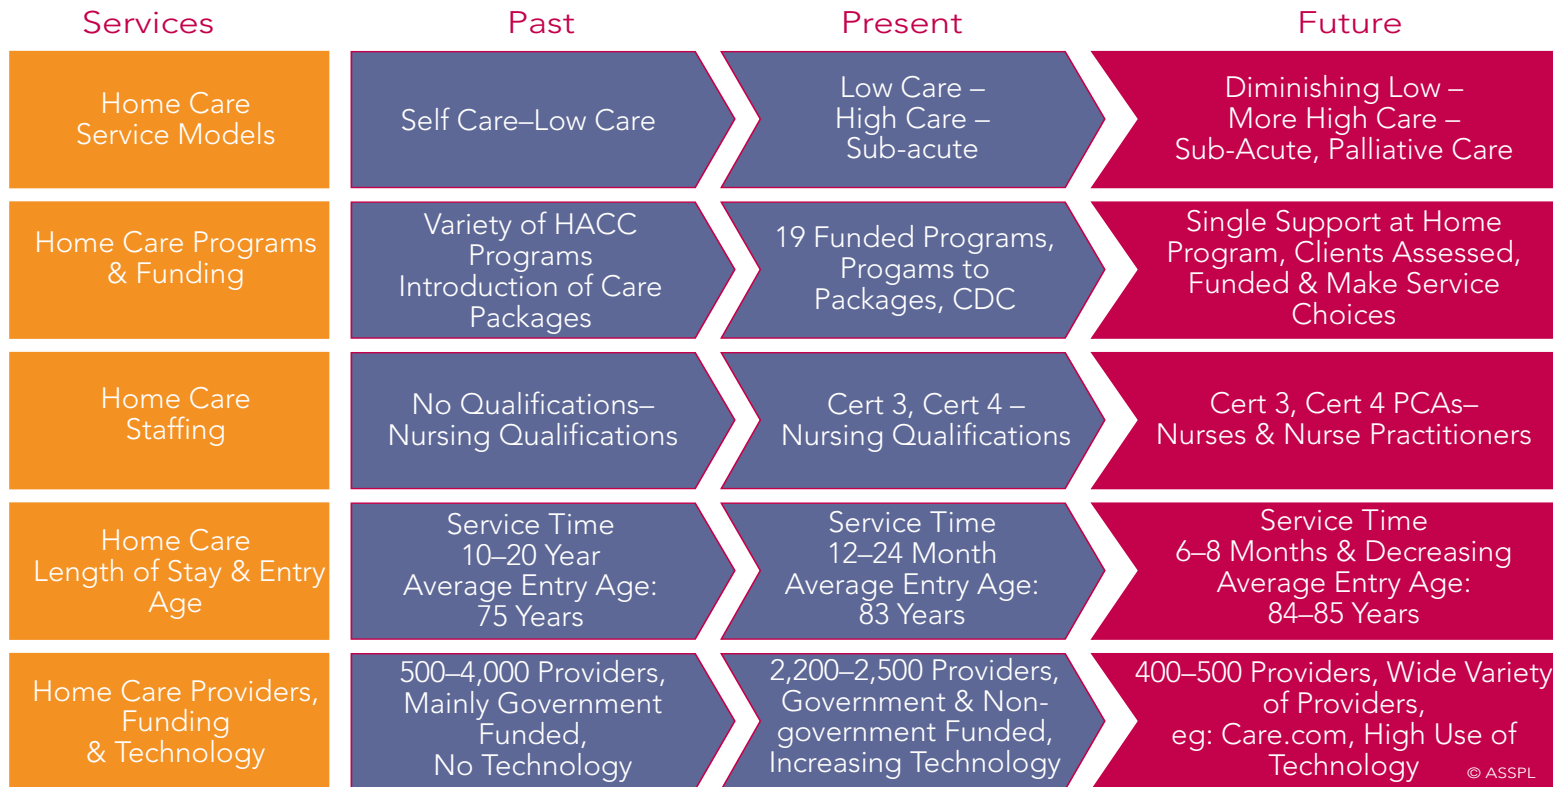 Services
Past
Present
Future
Home Care
Service Models
Self Care–Low Care
Low Care –
High Care –
Sub-acute
Diminishing Low –
More High Care –
Sub-Acute, Palliative Care
Home Care Programs
& Funding
Variety of HACC
Programs
Introduction of Care
Packages
19 Funded Programs,
Progams to
Packages, CDC
Single Support at Home
Program, Clients Assessed,
Funded & Make Service
Choices
Home Care
Staffing
No Qualifications–
Nursing Qualifications
Cert 3, Cert 4 –
Nursing Qualifications
Cert 3, Cert 4 PCAs–
Nurses & Nurse Practitioners
Home Care
Length of Stay & Entry
Age
Service Time
10–20 Year
Average Entry Age:
75 Years
Service Time
12–24 Month
Average Entry Age:
83 Years
Service Time
6–8 Months & Decreasing
Average Entry Age:
84–85 Years
Home Care Providers,
Funding
& Technology
500–4,000 Providers,
Mainly Government
Funded,
No Technology
2,200–2,500 Providers,
Government & Non-
government Funded,
Increasing Technology
400–500 Providers, Wide Variety
of Providers,
eg: Care.com, High Use of
Technology
© ASSPL